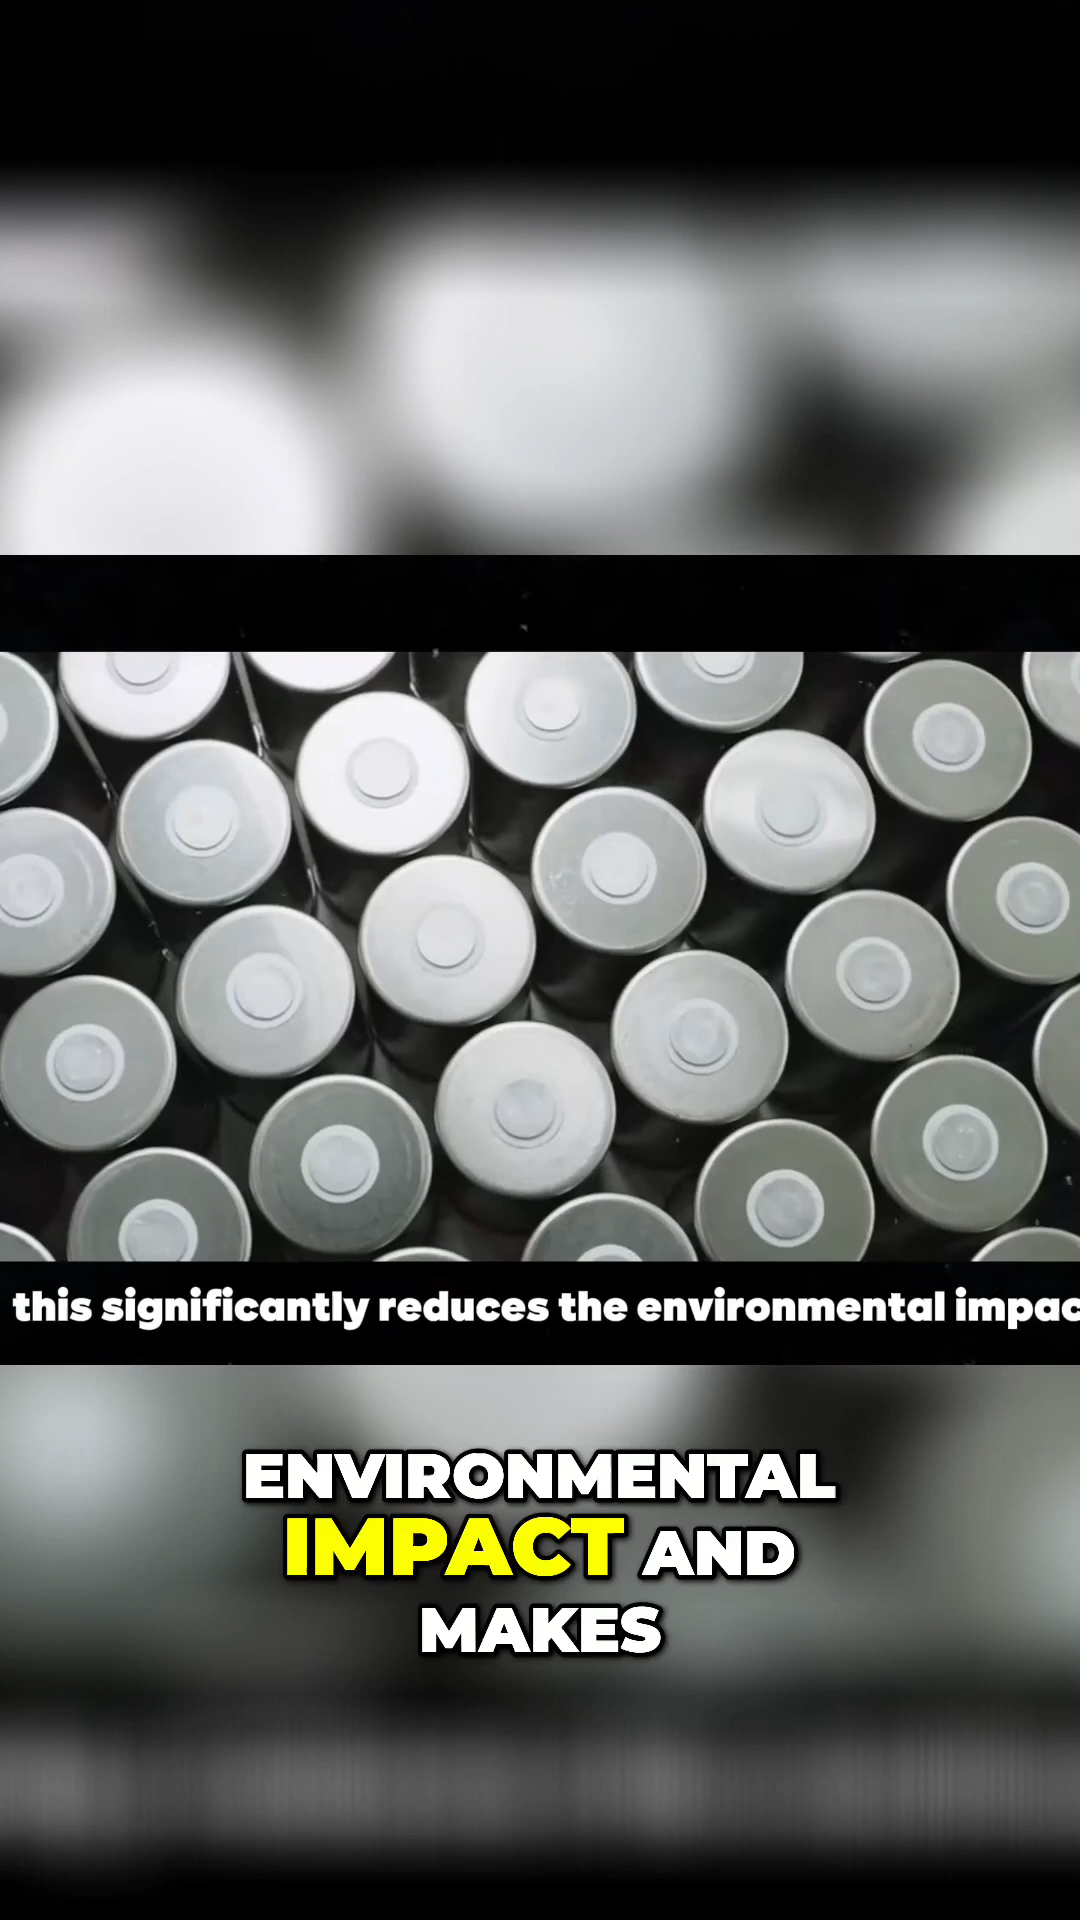 this significantly reduces the environmental impac
ENVIRONMENTAL
IMPACT AND
MAKES